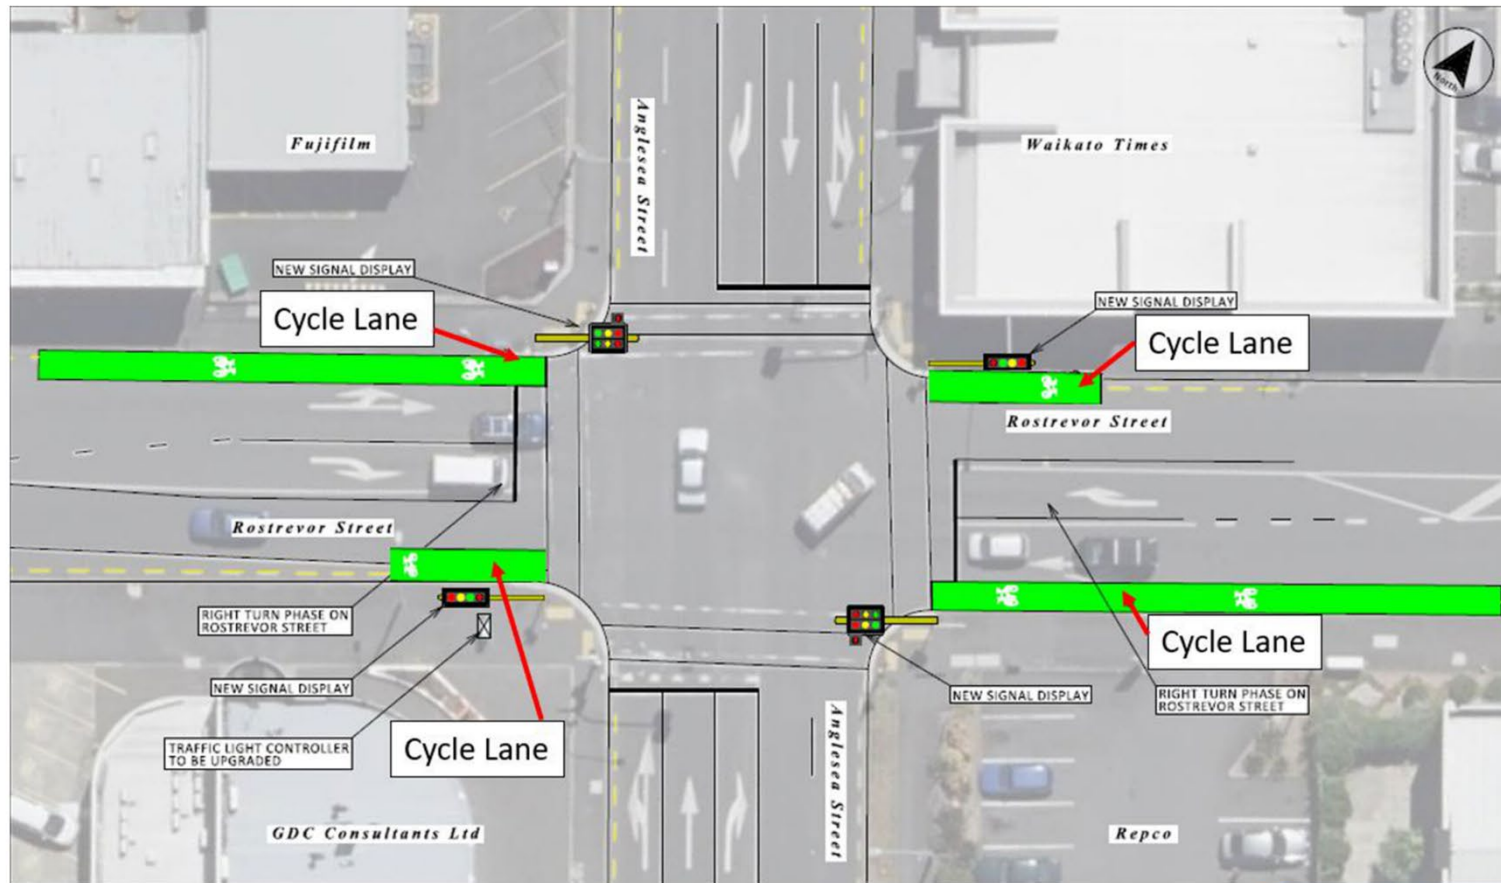 North
Anglesea Street
Fujifilm
Waikato Times
NEW SIGNAL DISPLAY
Cycle Lane
NEW SIGNAL DISPLAY
Cycle Lane
Rostrevor Street
Rostrevor Street
RIGHT TURN PHASE ON
ROSTREVOR STREET
Cycle Lane
NEW SIGNAL DISPLAY
NEW SIGNAL DISPLAY
RIGHT TURN PHASE ON
ROSTREVOR STREET
TRAFFIC LIGHT CONTROLLER
TO BE UPGRADED
Cycle Lane
Anglesea Street
GDC Consultants Ltd
Repco